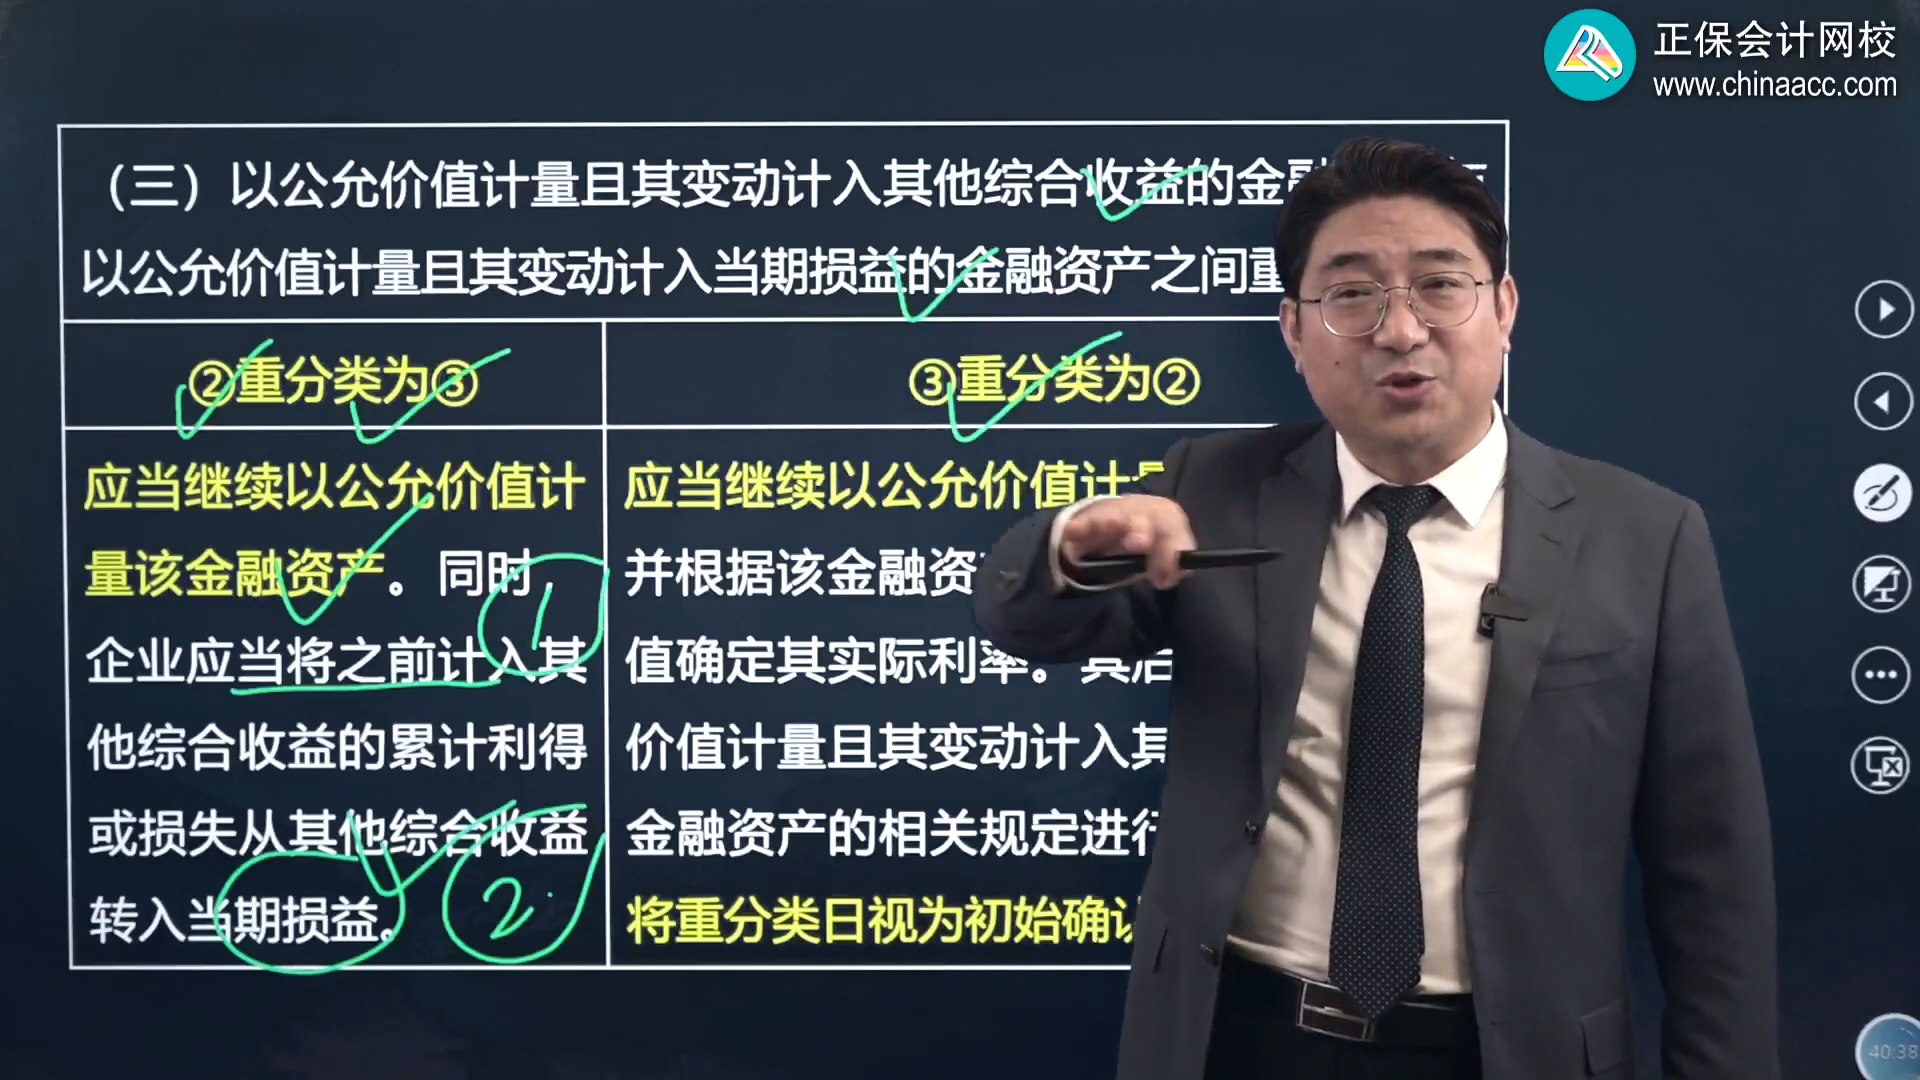 正保会计网校
www.chinaacc.com
（三）以公允价值计量且其变动计入其他综合收益的金融
以公允价值计量且其变动计入当期损益的金融资产之间重
②重分类为③
③重分类为②
应当继续以公允价值计
量该金融资产。同时，
企业应当将之前计入其
他综合收益的累计利得
或损失从其他综合收益
转入当期损益。
1
2
应当继续以公允价值计
并根据该金融资
值确定其实际利率。其后
价值计量且其变动计入其
金融资产的相关规定进行
将重分类日视为初始确认
40:38